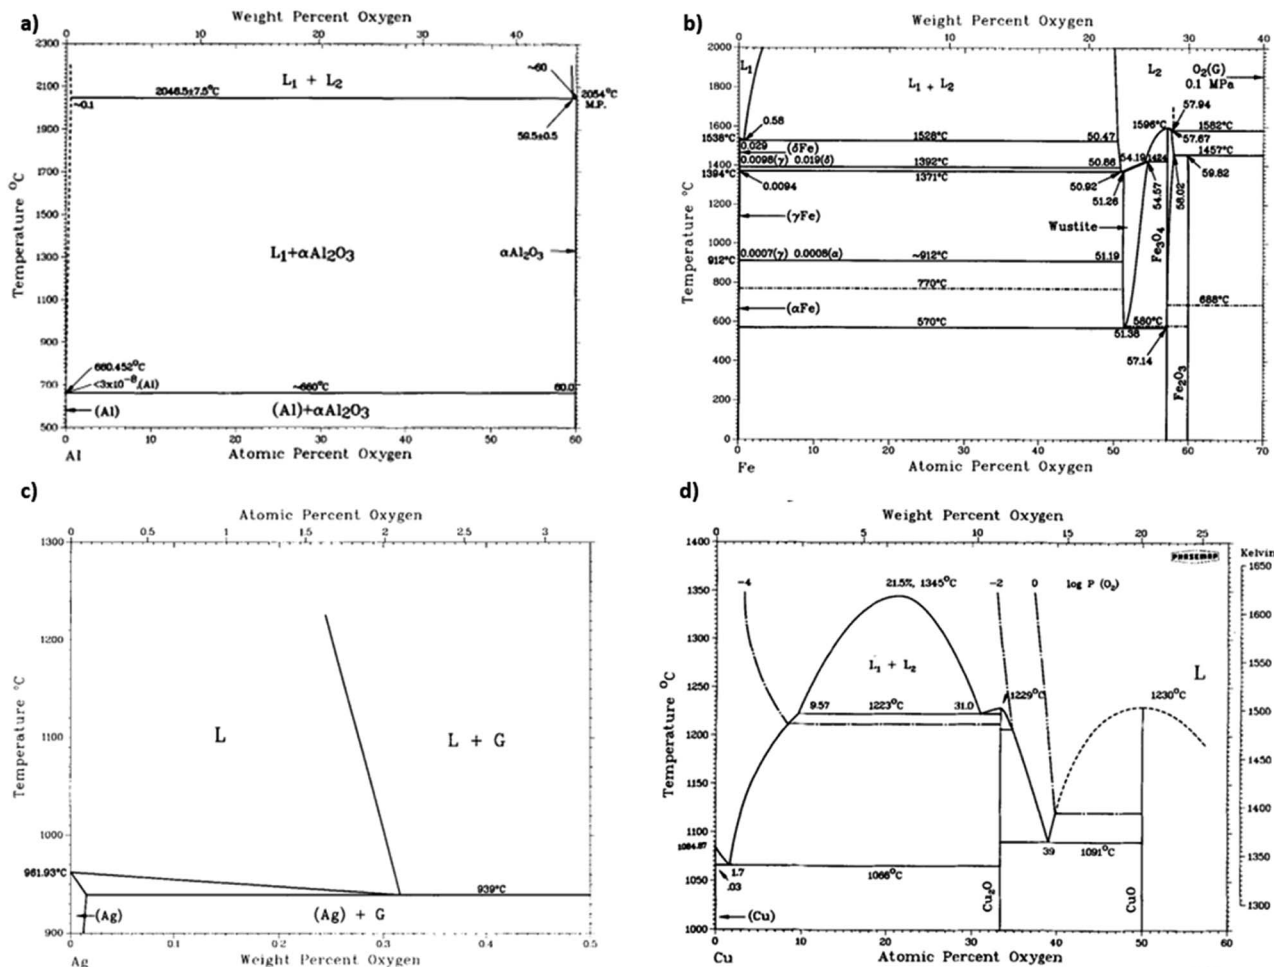 a)
Weight Percent Oxygen
0 10 20 30 40
2300
2100
1900
1700
1500
1300
1100
900
700
500
Temperature °C
L₁ + L₂
~60
2046.5±7.5°C
2054°C
M.P.
~0.1
59.5±0.5
L₁+αAl₂O₃
αAl₂O₃
660.452°C
<3x10⁻⁸,(Al)
~660°C
60.0
(Al)
(Al)+αAl₂O₃
0 10 20 30 40 50 60
Al
Atomic Percent Oxygen
b)
Weight Percent Oxygen
0 10 20 30 40
2000
1800
1600
1538°C
1400
1394°C
1200
1000
912°C
800
600
400
200
0
Temperature °C
L₁
L₁ + L₂
L₂
O₂(G)
0.1 MPa
57.94
0.58
1596°C
1582°C
57.67
1528°C
50.47
0.029
(δFe)
1457°C
0.0098(γ) 0.019(δ)
1392°C
50.66
54.19
1424
59.82
1371°C
0.0094
50.92
51.26
54.57
58.02
(γFe)
Wustite
Fe₃O₄
0.0007(γ) 0.0008(α)
~912°C
51.19
770°C
688°C
(αFe)
570°C
580°C
51.38
57.14
Fe₂O₃
0 10 20 30 40 50 60 70
Fe
Atomic Percent Oxygen
c)
Atomic Percent Oxygen
0 0.5 1 1.5 2 2.5 3
1300
1200
1100
1000
961.93°C
900
Temperature °C
L
L + G
939°C
(Ag)
(Ag) + G
0 0.1 0.2 0.3 0.4 0.5
Ag
Weight Percent Oxygen
d)
Weight Percent Oxygen
0 5 10 15 20 25
1400
1350
1300
1250
1200
1150
1100
1084.87
1050
1000
Temperature °C
PHASEMAP
Kelvin
1650
1600
1550
1500
1450
1400
1350
1300
-4
21.5%, 1345°C
-2
0
log P (O₂)
L₁ + L₂
L
9.57
1223°C
31.0
1229°C
1230°C
39
1091°C
1.7
.03
1066°C
Cu₂O
CuO
(Cu)
0 10 20 30 40 50 60
Cu
Atomic Percent Oxygen